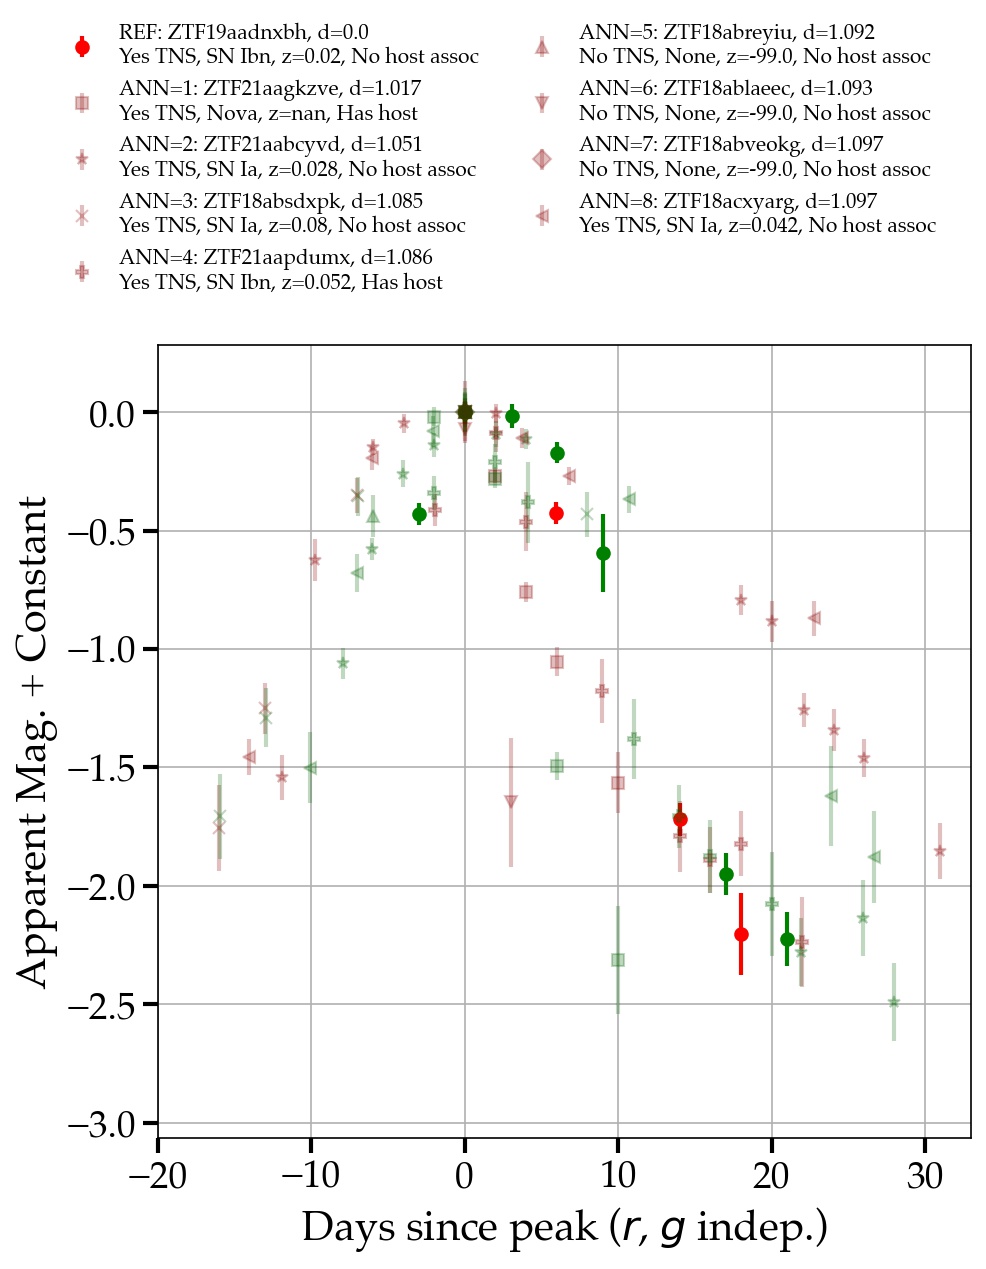 REF: ZTF19aadnxbh, d=0.0
Yes TNS, SN Ibn, z=0.02, No host assoc
ANN=1: ZTF21aagkzve, d=1.017
Yes TNS, Nova, z=nan, Has host
ANN=2: ZTF21aabcyvd, d=1.051
Yes TNS, SN Ia, z=0.028, No host assoc
ANN=3: ZTF18absdxpk, d=1.085
Yes TNS, SN Ia, z=0.08, No host assoc
ANN=4: ZTF21aapdumx, d=1.086
Yes TNS, SN Ibn, z=0.052, Has host
ANN=5: ZTF18abreyiu, d=1.092
No TNS, None, z=-99.0, No host assoc
ANN=6: ZTF18ablaeec, d=1.093
No TNS, None, z=-99.0, No host assoc
ANN=7: ZTF18abveokg, d=1.097
No TNS, None, z=-99.0, No host assoc
ANN=8: ZTF18acxyarg, d=1.097
Yes TNS, SN Ia, z=0.042, No host assoc
Apparent Mag. + Constant
0.0
−0.5
−1.0
−1.5
−2.0
−2.5
−3.0
−20 −10 0 10 20 30
Days since peak (r, g indep.)